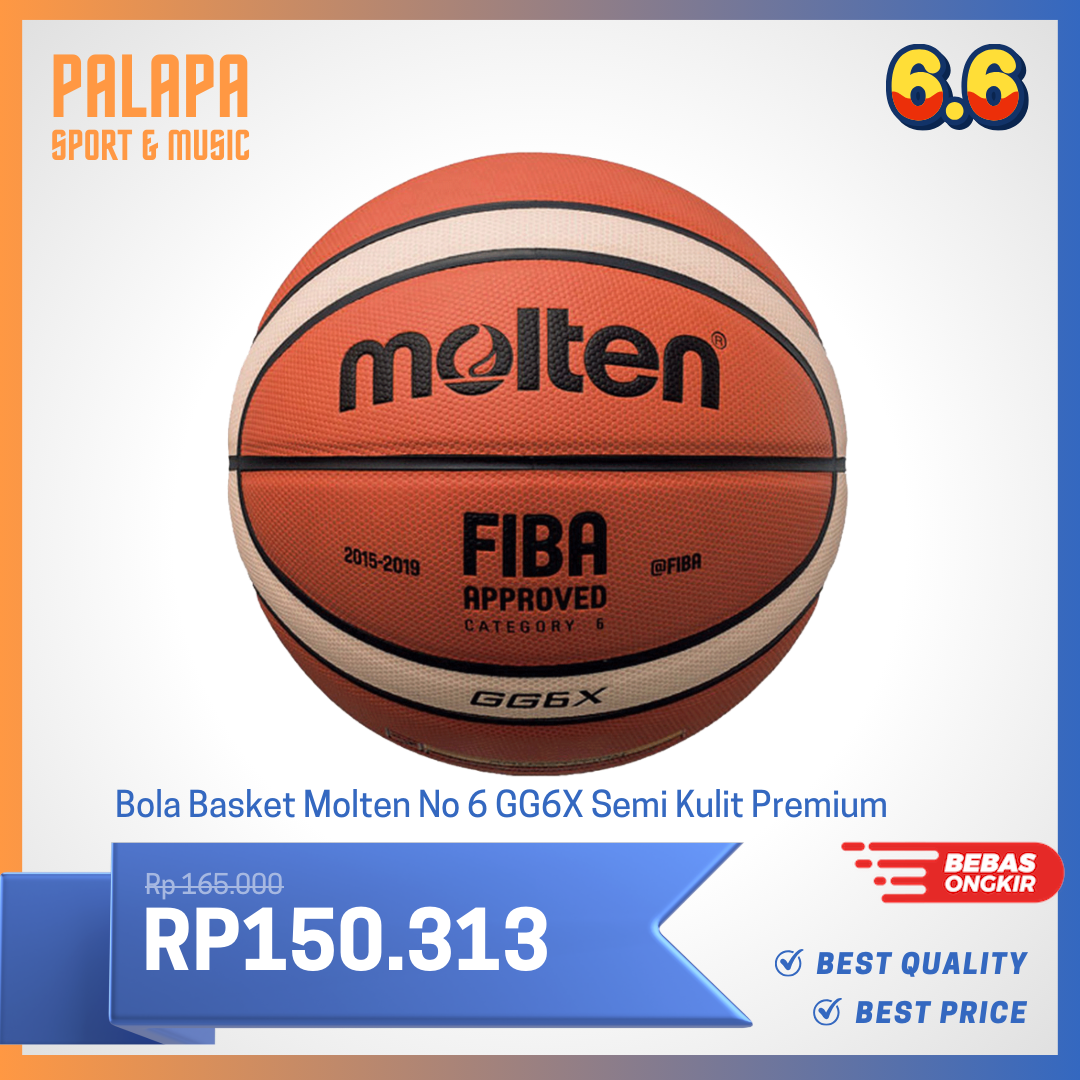 PALAPA
SPORT & MUSIC
6.6
molten®
2015-2019
FIBA
APPROVED
CATEGORY 6
@FIBA
GG6X
Bola Basket Molten No 6 GG6X Semi Kulit Premium
Rp 165.000
RP150.313
BEBAS
ONGKIR
BEST QUALITY
BEST PRICE